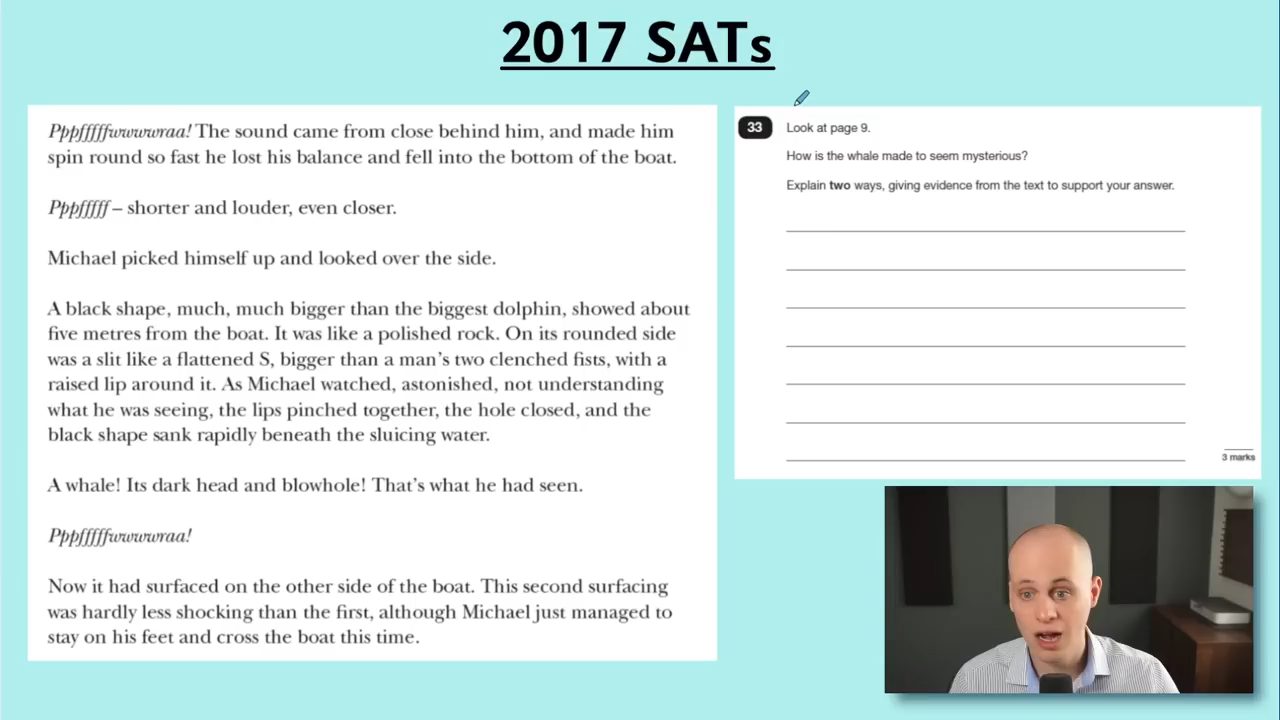 2017 SATs
Pppfffffwwwwraa! The sound came from close behind him, and made him
spin round so fast he lost his balance and fell into the bottom of the boat.
Pppfffff – shorter and louder, even closer.
Michael picked himself up and looked over the side.
A black shape, much, much bigger than the biggest dolphin, showed about
five metres from the boat. It was like a polished rock. On its rounded side
was a slit like a flattened S, bigger than a man's two clenched fists, with a
raised lip around it. As Michael watched, astonished, not understanding
what he was seeing, the lips pinched together, the hole closed, and the
black shape sank rapidly beneath the sluicing water.
A whale! Its dark head and blowhole! That's what he had seen.
Pppfffffwwwwraa!
Now it had surfaced on the other side of the boat. This second surfacing
was hardly less shocking than the first, although Michael just managed to
stay on his feet and cross the boat this time.
33 Look at page 9.
How is the whale made to seem mysterious?
Explain two ways, giving evidence from the text to support your answer.
3 marks